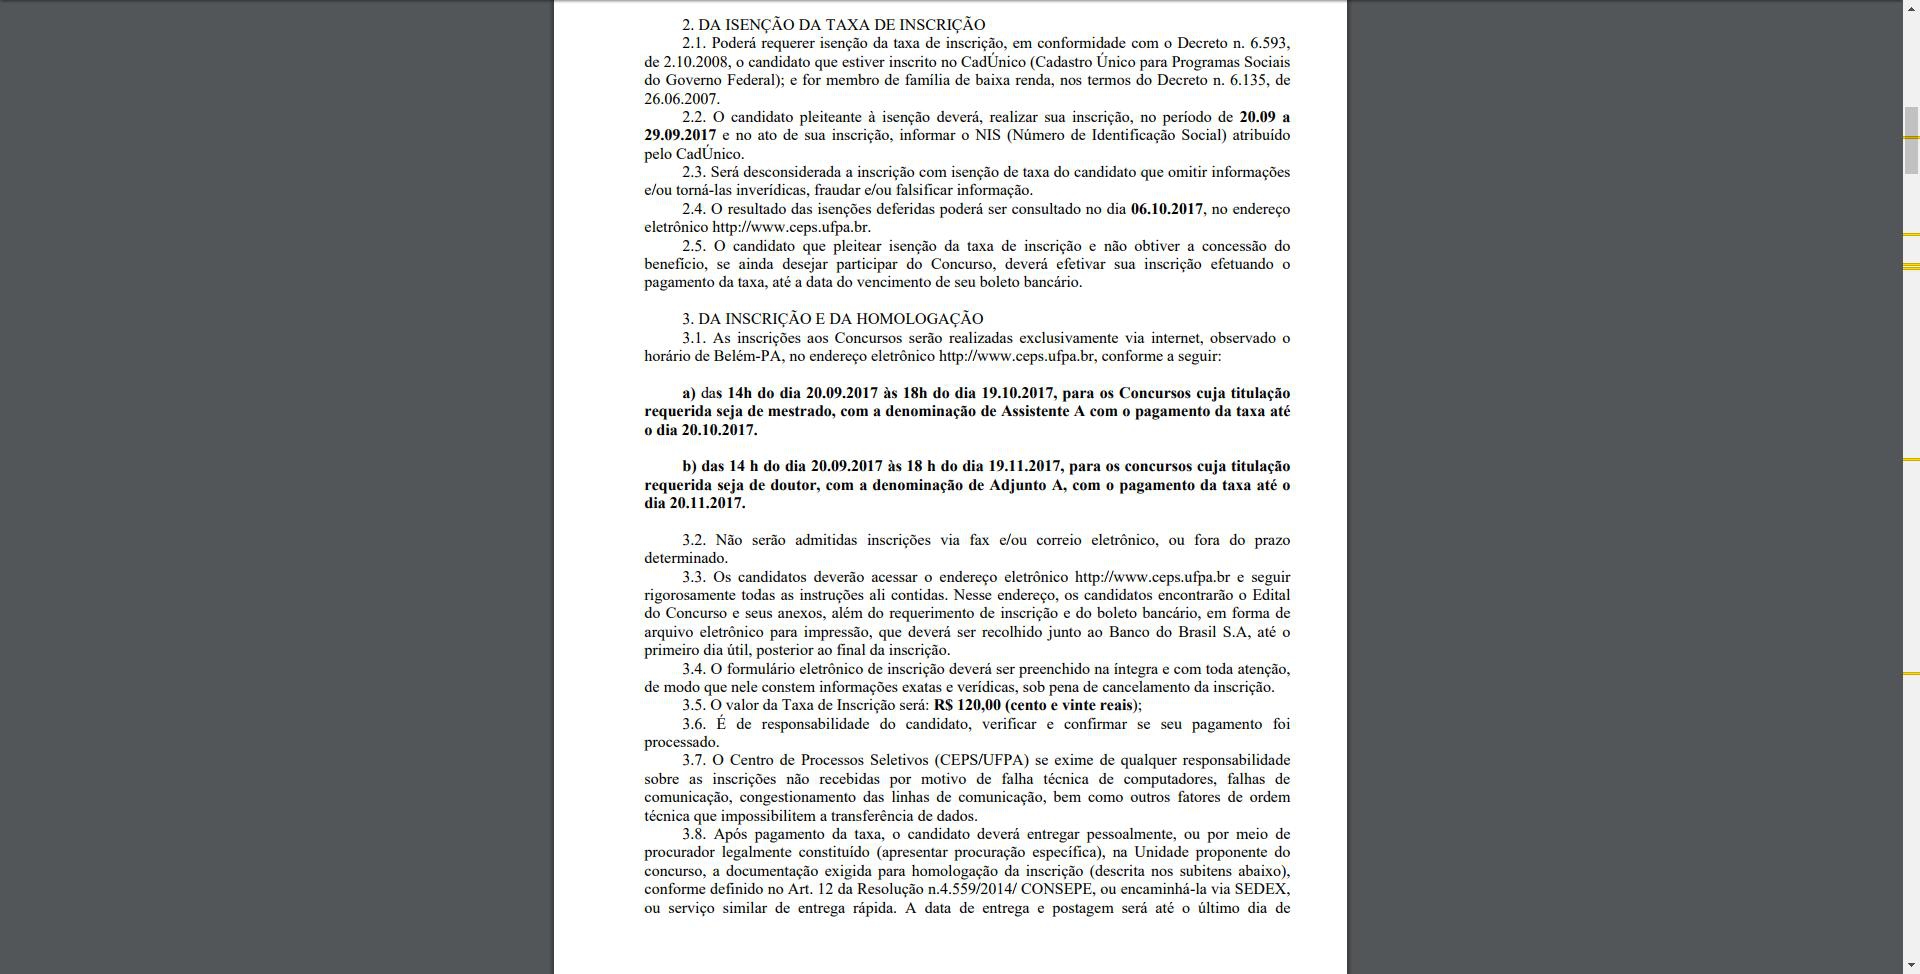 2. DA ISENÇÃO DA TAXA DE INSCRIÇÃO
2.1. Poderá requerer isenção da taxa de inscrição, em conformidade com o Decreto n. 6.593,
de 2.10.2008, o candidato que estiver inscrito no CadÚnico (Cadastro Único para Programas Sociais
do Governo Federal); e for membro de família de baixa renda, nos termos do Decreto n. 6.135, de
26.06.2007.
2.2. O candidato pleiteante à isenção deverá, realizar sua inscrição, no período de 20.09 a
29.09.2017 e no ato de sua inscrição, informar o NIS (Número de Identificação Social) atribuído
pelo CadÚnico.
2.3. Será desconsiderada a inscrição com isenção de taxa do candidato que omitir informações
e/ou torná-las inverídicas, fraudar e/ou falsificar informação.
2.4. O resultado das isenções deferidas poderá ser consultado no dia 06.10.2017, no endereço
eletrônico http://www.ceps.ufpa.br.
2.5. O candidato que pleitear isenção da taxa de inscrição e não obtiver a concessão do
benefício, se ainda desejar participar do Concurso, deverá efetivar sua inscrição efetuando o
pagamento da taxa, até a data do vencimento de seu boleto bancário.
3. DA INSCRIÇÃO E DA HOMOLOGAÇÃO
3.1. As inscrições aos Concursos serão realizadas exclusivamente via internet, observado o
horário de Belém-PA, no endereço eletrônico http://www.ceps.ufpa.br, conforme a seguir:
a) das 14h do dia 20.09.2017 às 18h do dia 19.10.2017, para os Concursos cuja titulação
requerida seja de mestrado, com a denominação de Assistente A com o pagamento da taxa até
o dia 20.10.2017.
b) das 14 h do dia 20.09.2017 às 18 h do dia 19.11.2017, para os concursos cuja titulação
requerida seja de doutor, com a denominação de Adjunto A, com o pagamento da taxa até o
dia 20.11.2017.
3.2. Não serão admitidas inscrições via fax e/ou correio eletrônico, ou fora do prazo
determinado.
3.3. Os candidatos deverão acessar o endereço eletrônico http://www.ceps.ufpa.br e seguir
rigorosamente todas as instruções ali contidas. Nesse endereço, os candidatos encontrarão o Edital
do Concurso e seus anexos, além do requerimento de inscrição e do boleto bancário, em forma de
arquivo eletrônico para impressão, que deverá ser recolhido junto ao Banco do Brasil S.A, até o
primeiro dia útil, posterior ao final da inscrição.
3.4. O formulário eletrônico de inscrição deverá ser preenchido na íntegra e com toda atenção,
de modo que nele constem informações exatas e verídicas, sob pena de cancelamento da inscrição.
3.5. O valor da Taxa de Inscrição será: R$ 120,00 (cento e vinte reais);
3.6. É de responsabilidade do candidato, verificar e confirmar se seu pagamento foi
processado.
3.7. O Centro de Processos Seletivos (CEPS/UFPA) se exime de qualquer responsabilidade
sobre as inscrições não recebidas por motivo de falha técnica de computadores, falhas de
comunicação, congestionamento das linhas de comunicação, bem como outros fatores de ordem
técnica que impossibilitem a transferência de dados.
3.8. Após pagamento da taxa, o candidato deverá entregar pessoalmente, ou por meio de
procurador legalmente constituído (apresentar procuração específica), na Unidade proponente do
concurso, a documentação exigida para homologação da inscrição (descrita nos subitens abaixo),
conforme definido no Art. 12 da Resolução n.4.559/2014/ CONSEPE, ou encaminhá-la via SEDEX,
ou serviço similar de entrega rápida. A data de entrega e postagem será até o último dia de